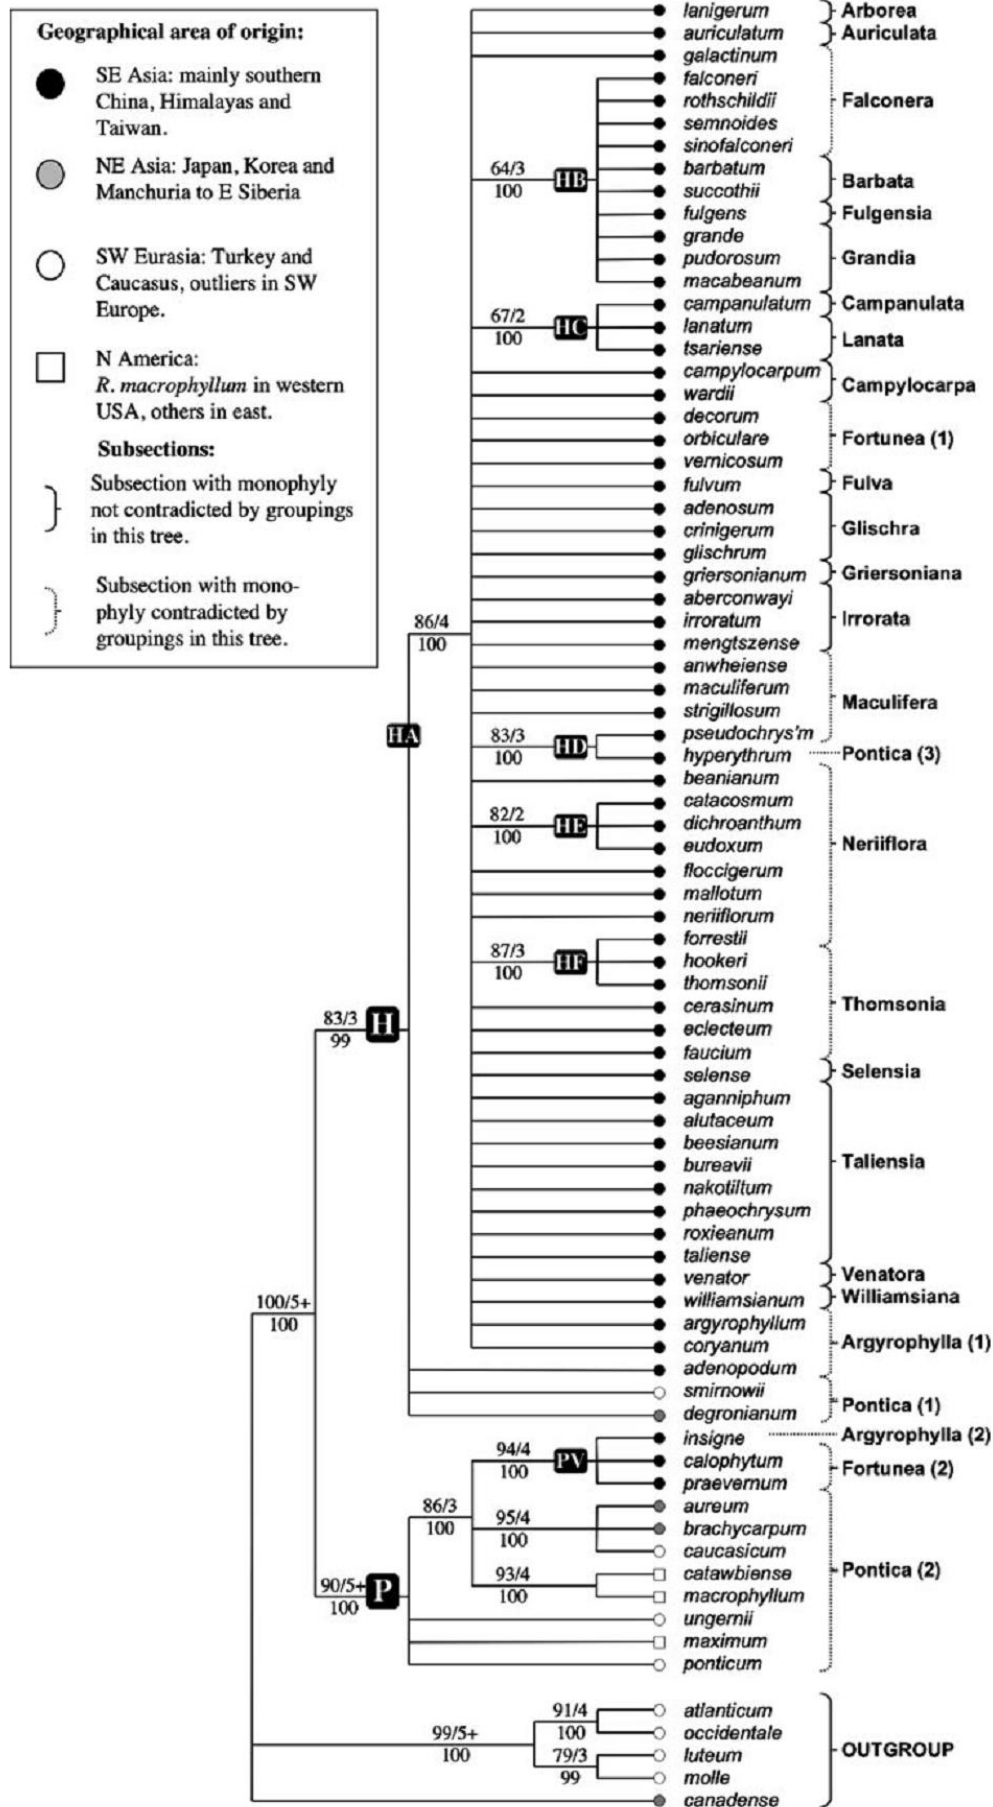 Geographical area of origin:
SE Asia: mainly southern
China, Himalayas and
Taiwan.
NE Asia: Japan, Korea and
Manchuria to E Siberia
SW Eurasia: Turkey and
Caucasus, outliers in SW
Europe.
N America:
R. macrophyllum in western
USA, others in east.
Subsections:
Subsection with monophyly
not contradicted by groupings
in this tree.
Subsection with mono-
phyly contradicted by
groupings in this tree.
lanigerum Arborea
auriculatum Auriculata
galactinum
falconeri
rothschildii Falconera
semnoides
sinofalconeri
64/3 barbatum
HB Barbata
100 succothii
fulgens Fulgensia
grande
pudorosum Grandia
macabeanum
campanulatum Campanulata
67/2
HC lanatum
100 Lanata
tsariense
campylocarpum
Campylocarpa
wardii
decorum
orbiculare Fortunea (1)
vernicosum
fulvum Fulva
adenosum
crinigerum Glischra
glischrum
griersonianum Griersoniana
aberconwayi
86/4 irroratum Irrorata
100 mengtszense
anwheiense
maculiferum Maculifera
strigillosum
HA
83/3 pseudochrys'm
HD
100 hyperythrum Pontica (3)
beanianum
catacosmum
82/2
HE dichroanthum
100 eudoxum Neriiflora
floccigerum
mallotum
neriiflorum
forrestii
87/3
HF hookeri
100 thomsonii
cerasinum Thomsonia
83/3 H
99 eclecteum
faucium
selense Selensia
aganniphum
alutaceum
beesianum
bureavii Taliensia
nakotiltum
phaeochrysum
roxieanum
taliense
venator Venatora
williamsianum Williamsiana
100/5+
100
argyrophyllum
coryanum Argyrophylla (1)
adenopodum
smirnowii
Pontica (1)
degronianum
insigne Argyrophylla (2)
94/4
PV calophytum Fortunea (2)
100 praevernum
86/3 aureum
100
95/4
100 brachycarpum
caucasicum
93/4 catawbiense Pontica (2)
90/5+ P
100
100 macrophyllum
ungernii
maximum
ponticum
91/4 atlanticum
100 occidentale
99/5+
100
79/3 luteum OUTGROUP
99 molle
canadense